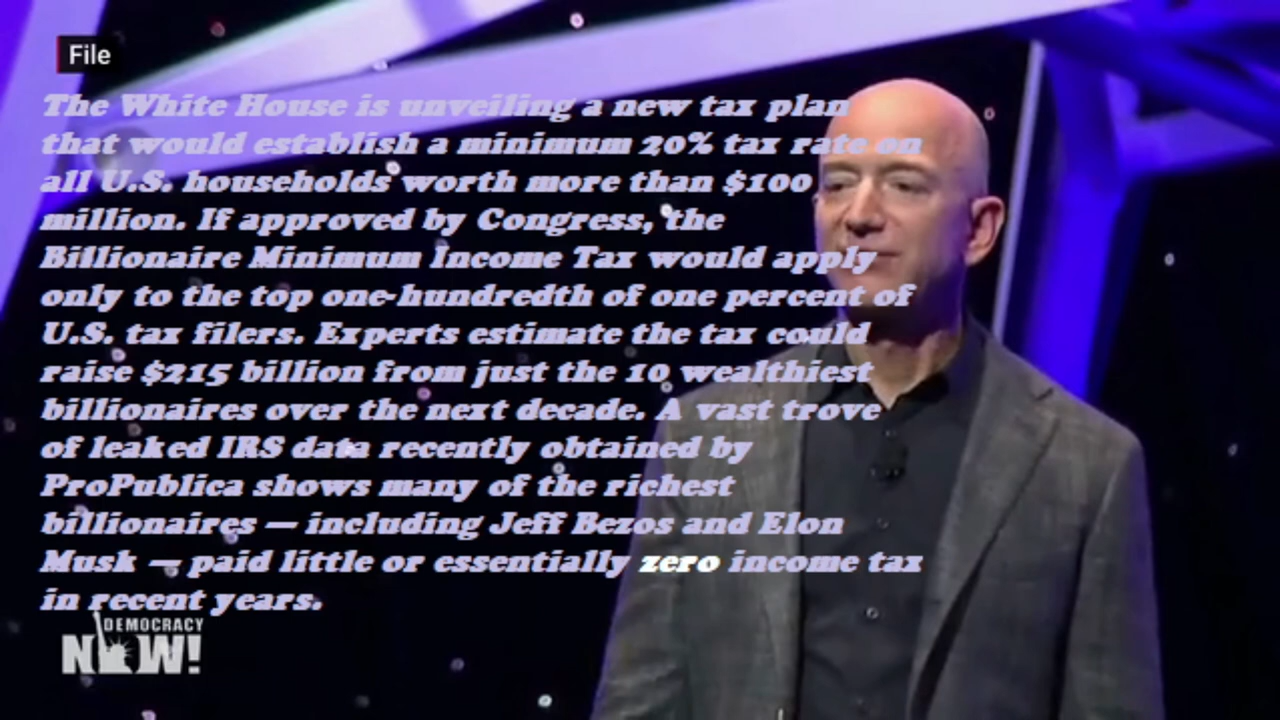 File
The White House is unveiling a new tax plan
that would establish a minimum 20% tax rate on
all U.S. households worth more than $100
million. If approved by Congress, the
Billionaire Minimum Income Tax would apply
only to the top one-hundredth of one percent of
U.S. tax filers. Experts estimate the tax could
raise $215 billion from just the 10 wealthiest
billionaires over the next decade. A vast trove
of leaked IRS data recently obtained by
ProPublica shows many of the richest
billionaires — including Jeff Bezos and Elon
Musk — paid little or essentially zero income tax
in recent years.
DEMOCRACY
NOW!